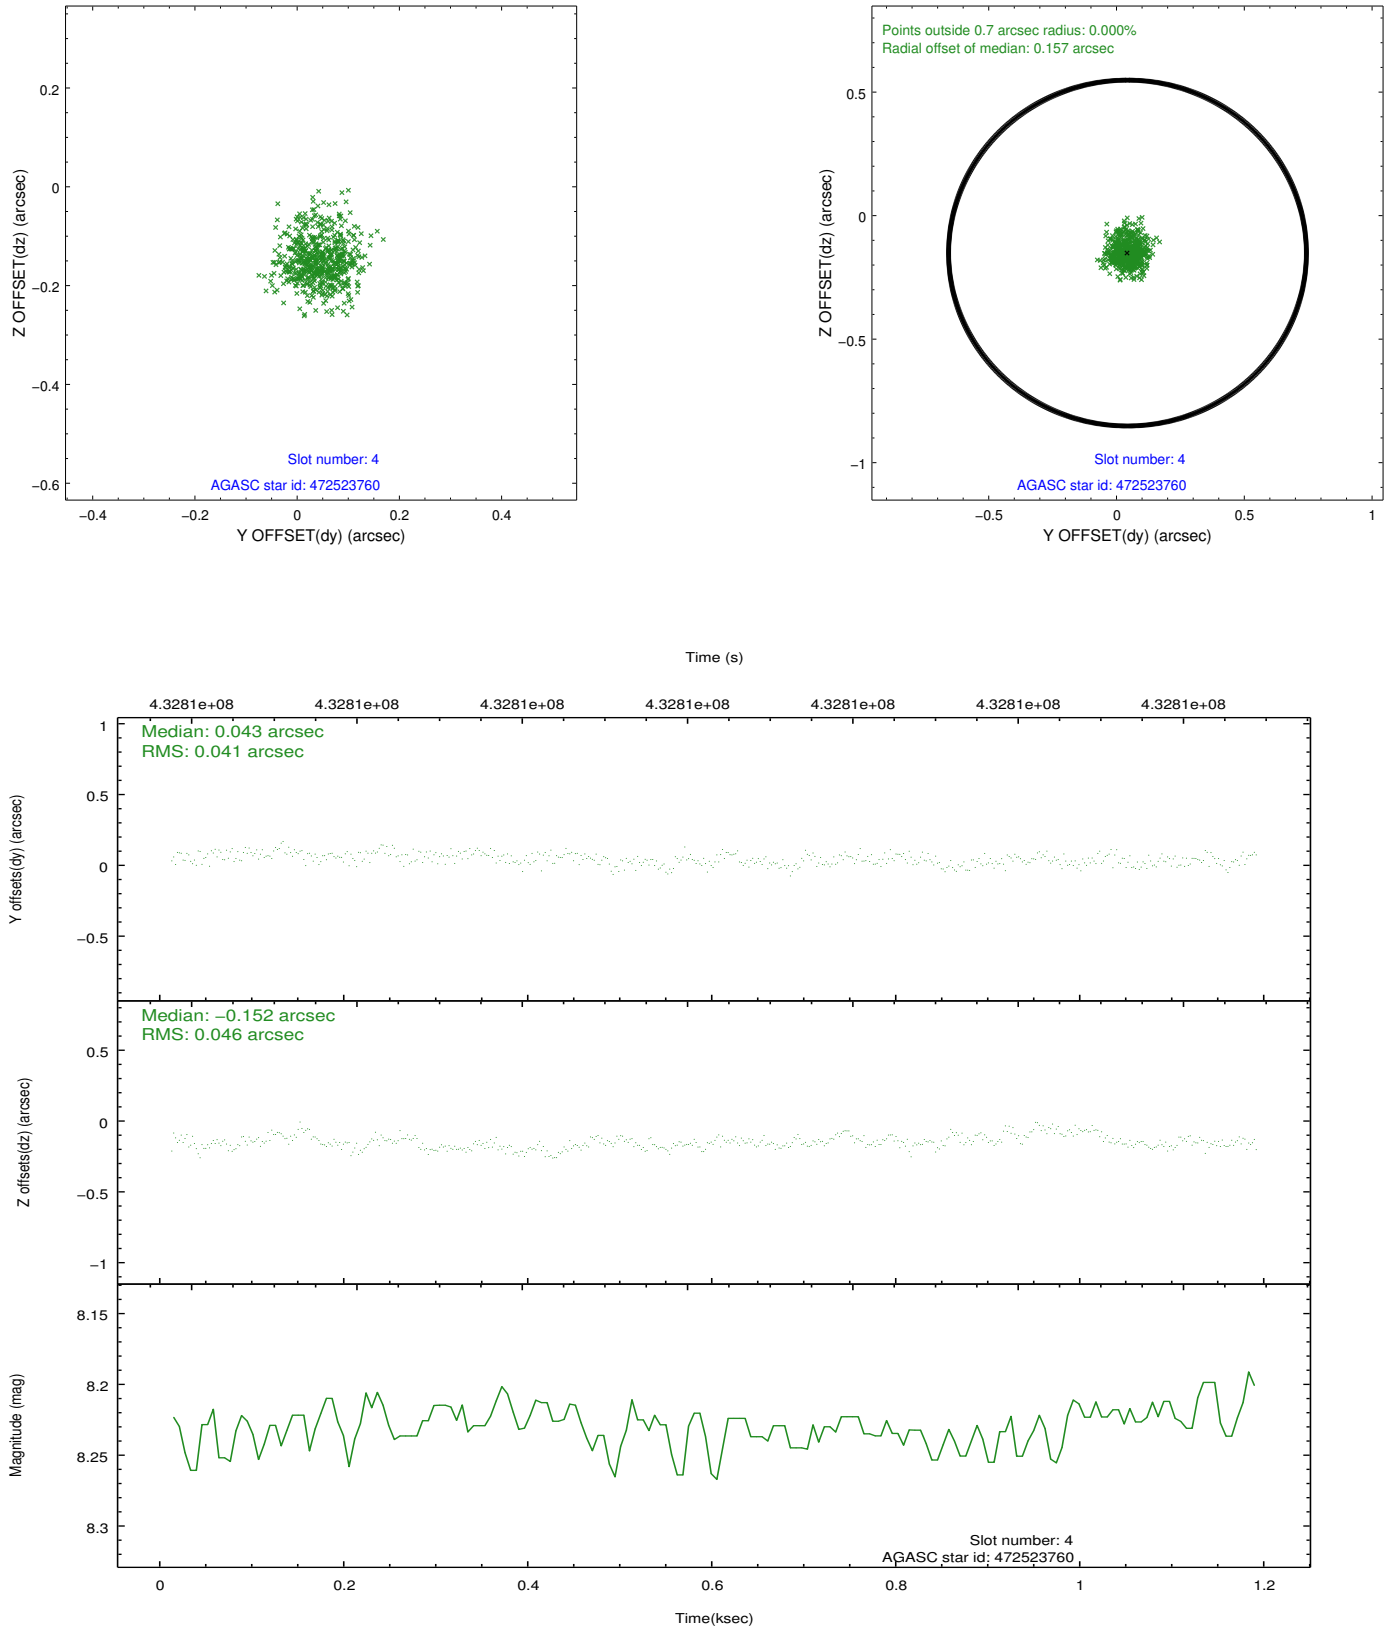 Points outside 0.7 arcsec radius: 0.000%
Radial offset of median: 0.157 arcsec
0.2
0
−0.2
−0.4
−0.6
Z OFFSET(dz) (arcsec)
Slot number: 4
AGASC star id: 472523760
−0.4
−0.2
0
0.2
0.4
Y OFFSET(dy) (arcsec)
0.5
0
−0.5
−1
Z OFFSET(dz) (arcsec)
Slot number: 4
AGASC star id: 472523760
−0.5
0
0.5
1
Y OFFSET(dy) (arcsec)
Time (s)
4.3281e+08 4.3281e+08 4.3281e+08 4.3281e+08 4.3281e+08 4.3281e+08 4.3281e+08
Median: 0.043 arcsec
RMS: 0.041 arcsec
1
0.5
0
−0.5
Y offsets(dy) (arcsec)
Median: −0.152 arcsec
RMS: 0.046 arcsec
0.5
0
−0.5
−1
Z offsets(dz) (arcsec)
8.15
8.2
8.25
8.3
Magnitude (mag)
Slot number: 4
AGASC star id: 472523760
0 0.2 0.4 0.6 0.8 1 1.2
Time(ksec)